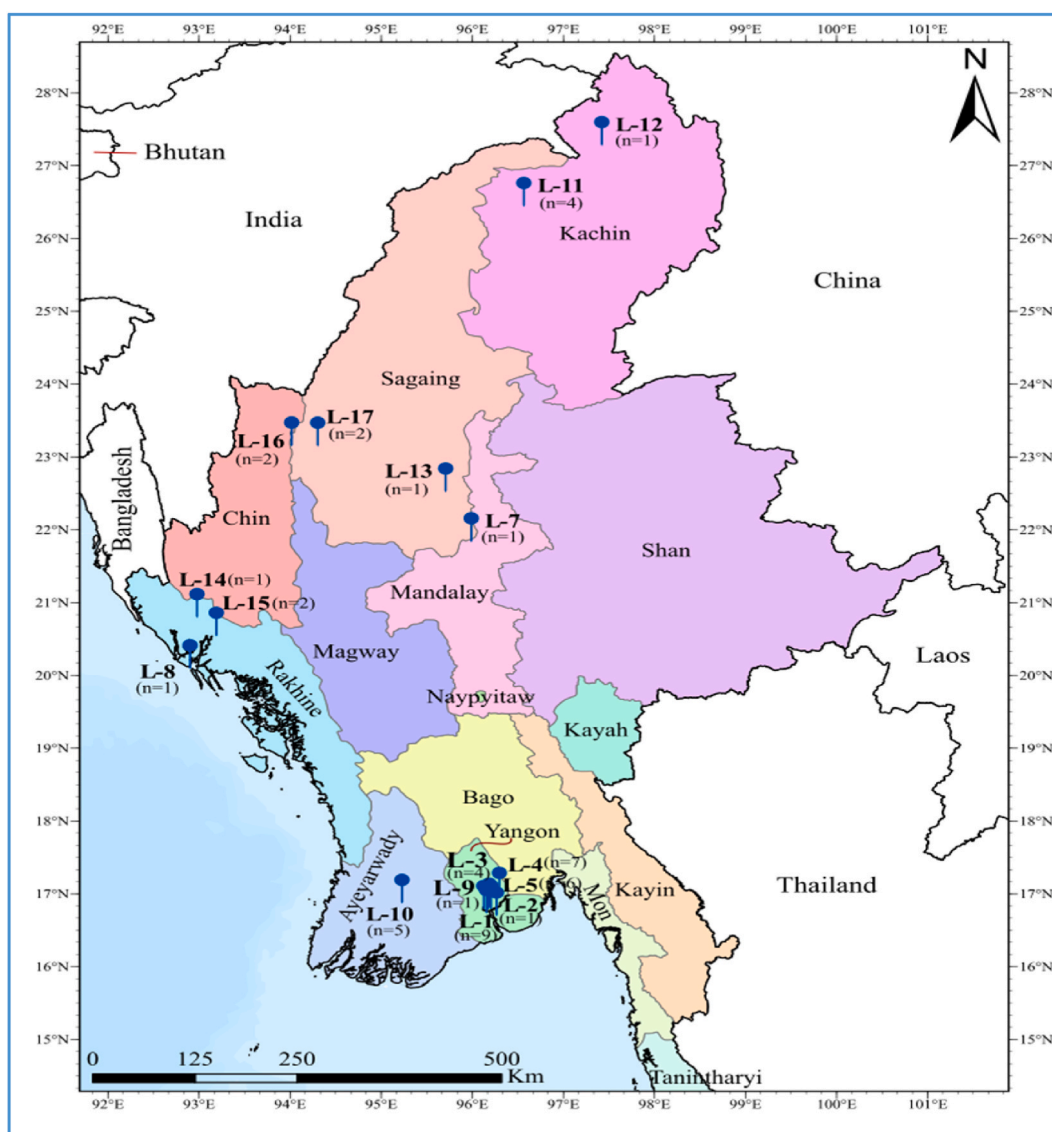 92°E 93°E 94°E 95°E 96°E 97°E 98°E 99°E 100°E 101°E
N
28°N 28°N
L-12
(n=1)
27°N 27°N
Bhutan
L-11
(n=4)
India
Kachin
26°N 26°N
China
25°N 25°N
24°N 24°N
Sagaing
L-17
(n=2)
L-16
(n=2)
23°N 23°N
L-13
(n=1)
Bangladesh
Chin
L-7
(n=1)
22°N 22°N
Shan
L-14 (n=1)
Mandalay
21°N 21°N
L-15 (n=2)
Magway
Laos
L-8
(n=1)
Rakhine
20°N 20°N
Naypyitaw
Kayah
19°N 19°N
Bago
18°N 18°N
Yangon
L-3
(n=4)
L-4 (n=7)
Ayeyarwady
L-9
(n=1)
L-5
Kayin
Thailand
17°N 17°N
L-2
(n=1)
Mon
L-10
(n=5)
L-1
(n=9)
16°N 16°N
15°N 15°N
0 125 250 500
Km
Tanintharyi
92°E 93°E 94°E 95°E 96°E 97°E 98°E 99°E 100°E 101°E